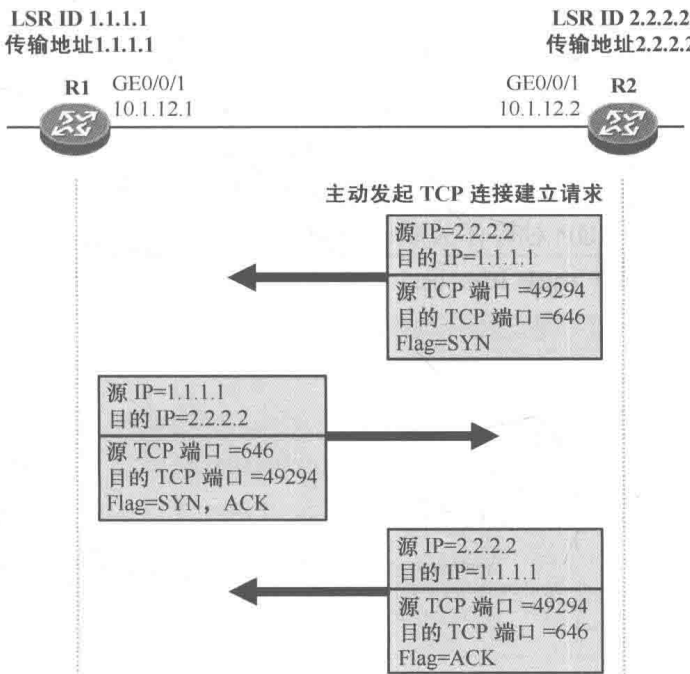 LSR ID 1.1.1.1
传输地址1.1.1.1
LSR ID 2.2.2.2
传输地址2.2.2.2
R1
GE0/0/1
10.1.12.1
GE0/0/1
10.1.12.2
R2
主动发起 TCP 连接建立请求
源 IP=2.2.2.2
目的 IP=1.1.1.1
源 TCP 端口 =49294
目的 TCP 端口 =646
Flag=SYN
源 IP=1.1.1.1
目的 IP=2.2.2.2
源 TCP 端口 =646
目的 TCP 端口 =49294
Flag=SYN，ACK
源 IP=2.2.2.2
目的 IP=1.1.1.1
源 TCP 端口 =49294
目的 TCP 端口 =646
Flag=ACK